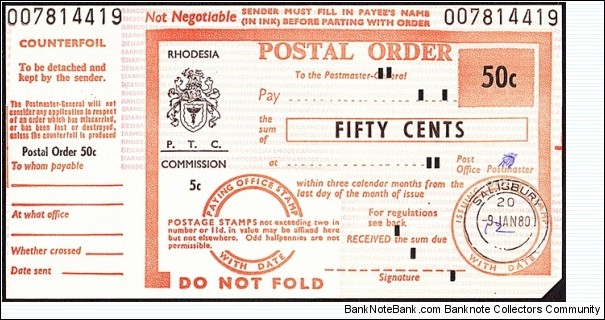 007814419
Not Negotiable
SENDER MUST FILL IN PAYEE'S NAME
(IN INK) BEFORE PARTING WITH ORDER
007814419
COUNTERFOIL
To be detached and
kept by the sender.
The Postmaster-General will not
consider any application in respect
of an order which has miscarried,
or has been lost or destroyed,
unless the counterfoil is produced
Postal Order 50c
To whom payable
At what office
Whether crossed
Date sent
RHODESIA
P. T. C.
COMMISSION
5c
POSTAL ORDER
To the Postmaster-General
50c
Pay
the
sum
of
FIFTY CENTS
at
Post
Office
Postmaster
within three calendar months from the
last day of the month of issue
PAYING OFFICE STAMP
WITH DATE
POSTAGE STAMPS not exceeding two in
number or 11d. in value may be affixed here
but not elsewhere. Odd halfpennies are not
permissible.
For regulations
see back.
RECEIVED the sum due
Signature
DO NOT FOLD
SALISBURY
20
-9 JAN 80
WITH DATE
BankNoteBank.com - Banknote Collectors Community